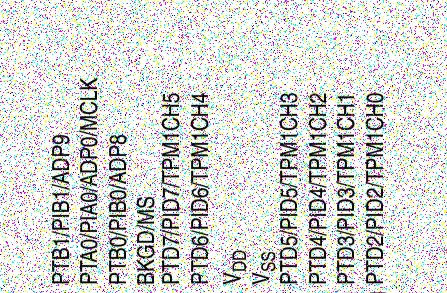 PTB1/PIB1/ADP9
PTA0/PIA0/ADP0/MCLK
PTB0/PIB0/ADP8
BKGD/MS
PTD7/PID7/TPM1CH5
PTD6/PID6/TPM1CH4
VDD
VSS
PTD5/PID5/TPM1CH3
PTD4/PID4/TPM1CH2
PTD3/PID3/TPM1CH1
PTD2/PID2/TPM1CH0